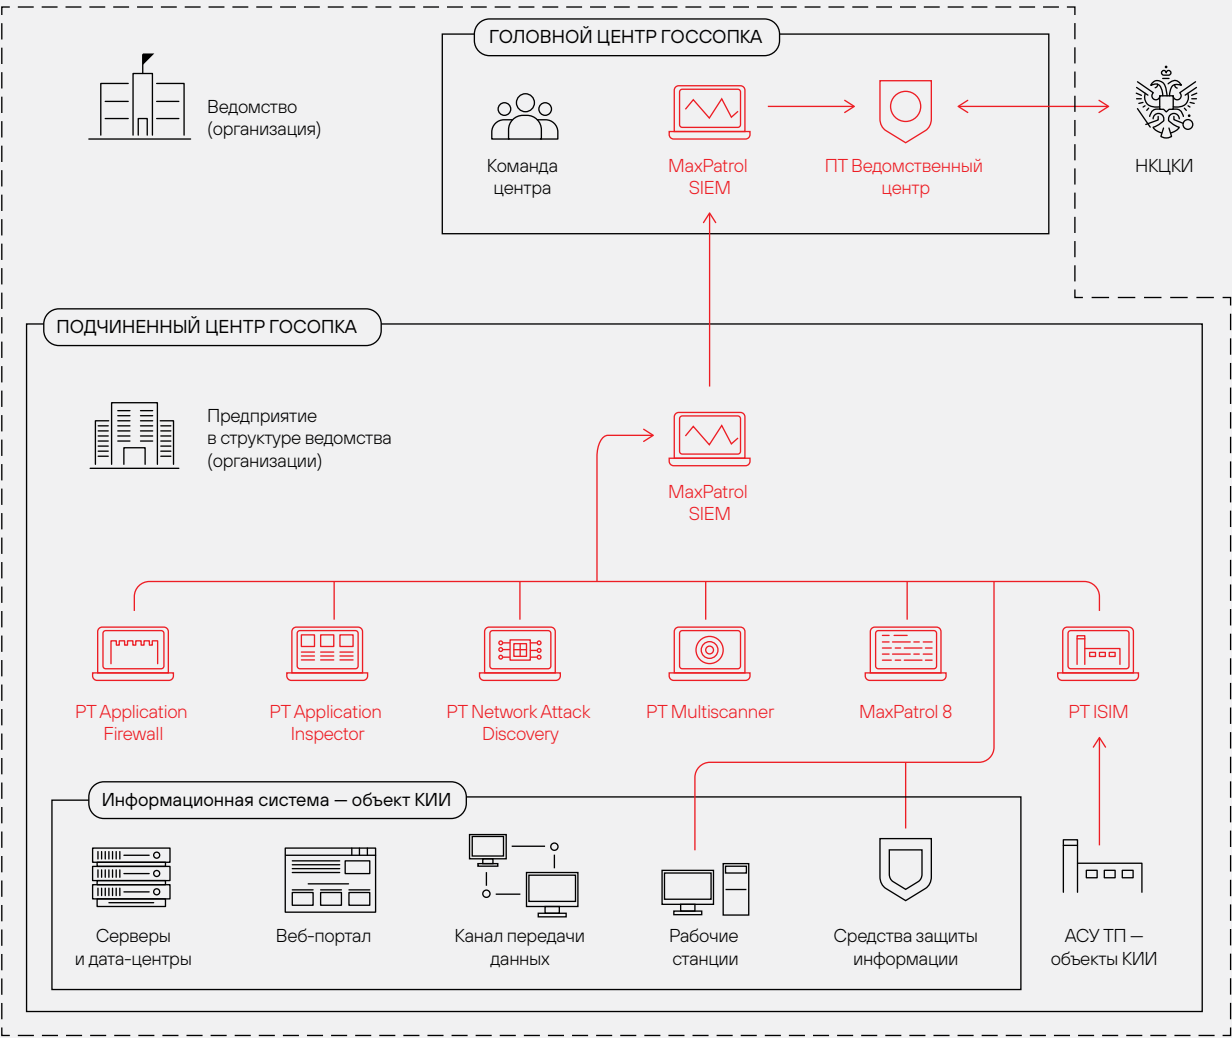 ГОЛОВНОЙ ЦЕНТР ГОССОПКА
Ведомство
(организация)
Команда
центра
MaxPatrol
SIEM
ПТ Ведомственный
центр
НКЦКИ
ПОДЧИНЕННЫЙ ЦЕНТР ГОСОПКА
Предприятие
в структуре ведомства
(организации)
MaxPatrol
SIEM
PT Application
Firewall
PT Application
Inspector
PT Network Attack
Discovery
PT Multiscanner
MaxPatrol 8
PT ISIM
Информационная система — объект КИИ
Серверы
и дата-центры
Веб-портал
Канал передачи
данных
Рабочие
станции
Средства защиты
информации
АСУ ТП —
объекты КИИ